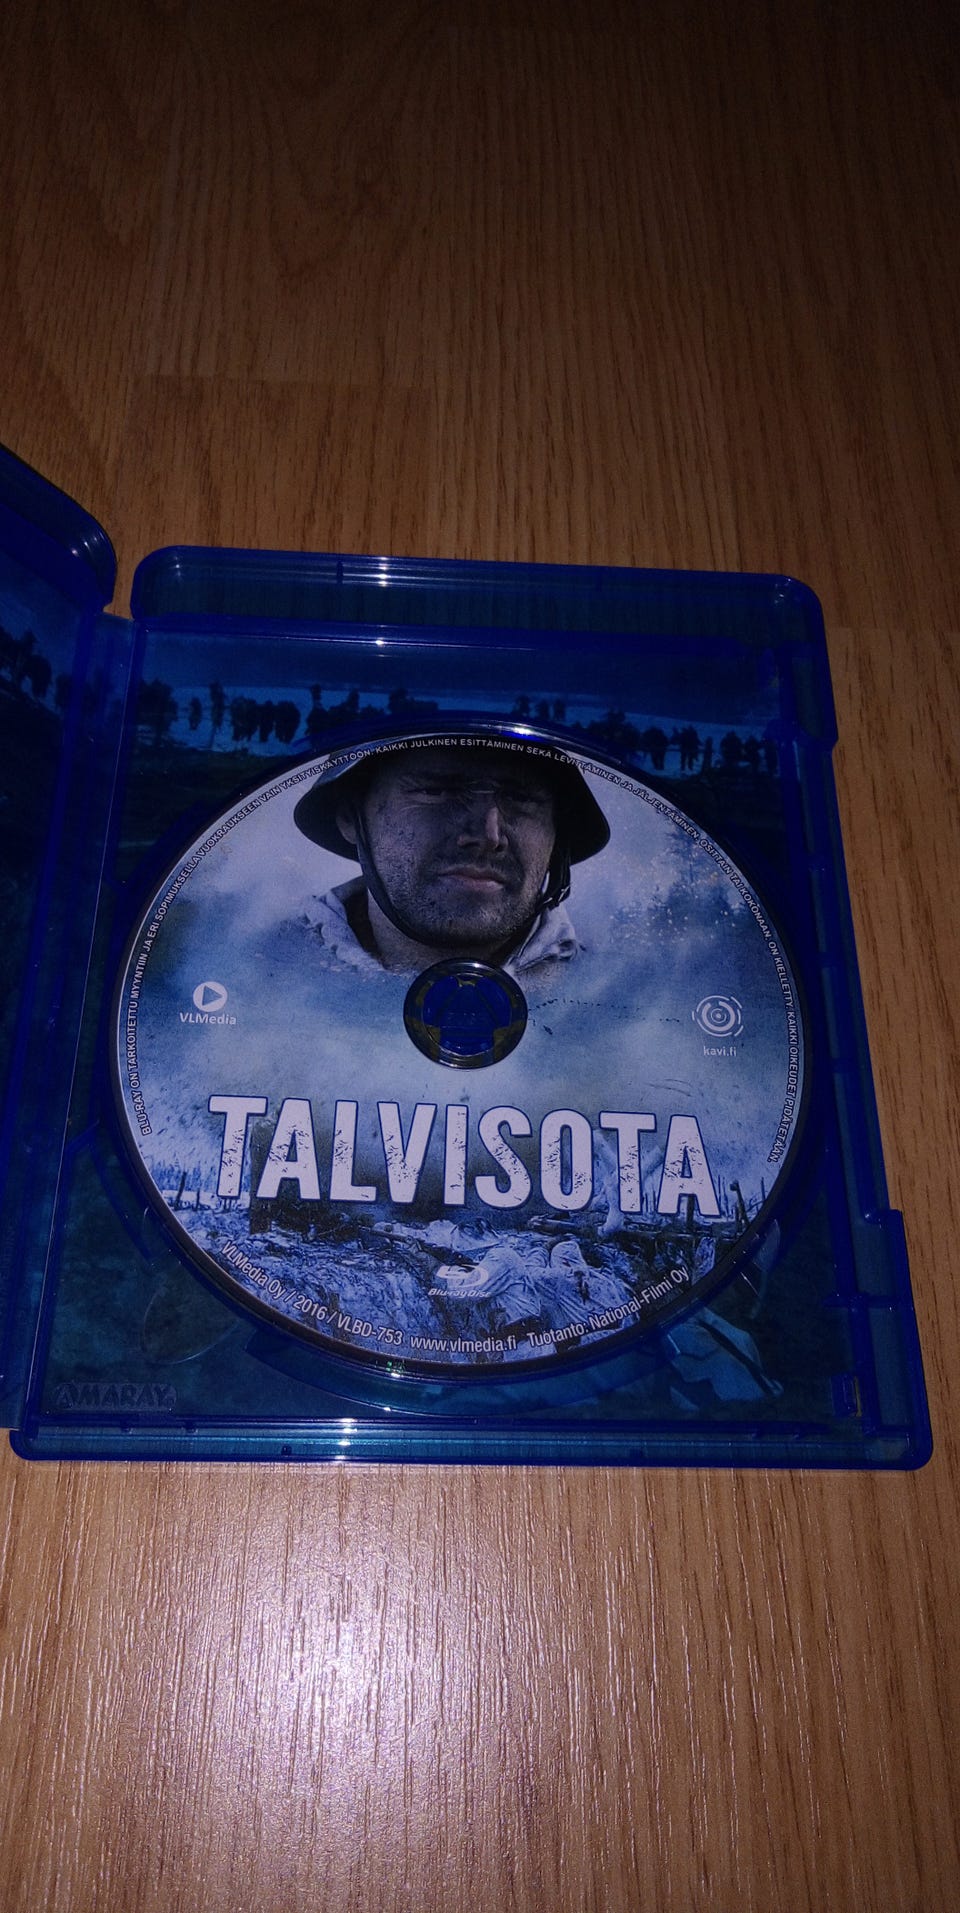 BLU-RAY ON TARKOITETTU MYYNTIIN JA ERI SOPIMUKSELLA VUOKRAUKSEEN VAIN YKSITYISKÄYTTÖÖN. KAIKKI JULKINEN ESITTÄMINEN SEKÄ LEVITTÄMINEN JA JÄLJENTÄMINEN, OSITTAIN TAI KOKONAAN, ON KIELLETTY. KAIKKI OIKEUDET PIDÄTETÄÄN.
VLMedia
kavi.fi
TALVISOTA
Blu-ray Disc
VLMedia Oy / 2016 / VLBD-753 www.vlmedia.fi Tuotanto: National-Filmi Oy
AMARAY